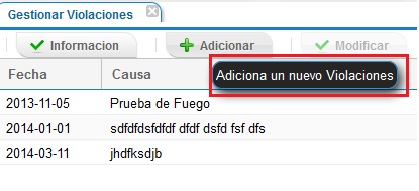 Gestionar Violaciones
Informacion Adicionar Modificar
Fecha Causa Adiciona un nuevo Violaciones
2013-11-05 Prueba de Fuego
2014-01-01 sdfdfdsfdfdf dfdf dsfd fsf dfs
2014-03-11 jhdfksdjb